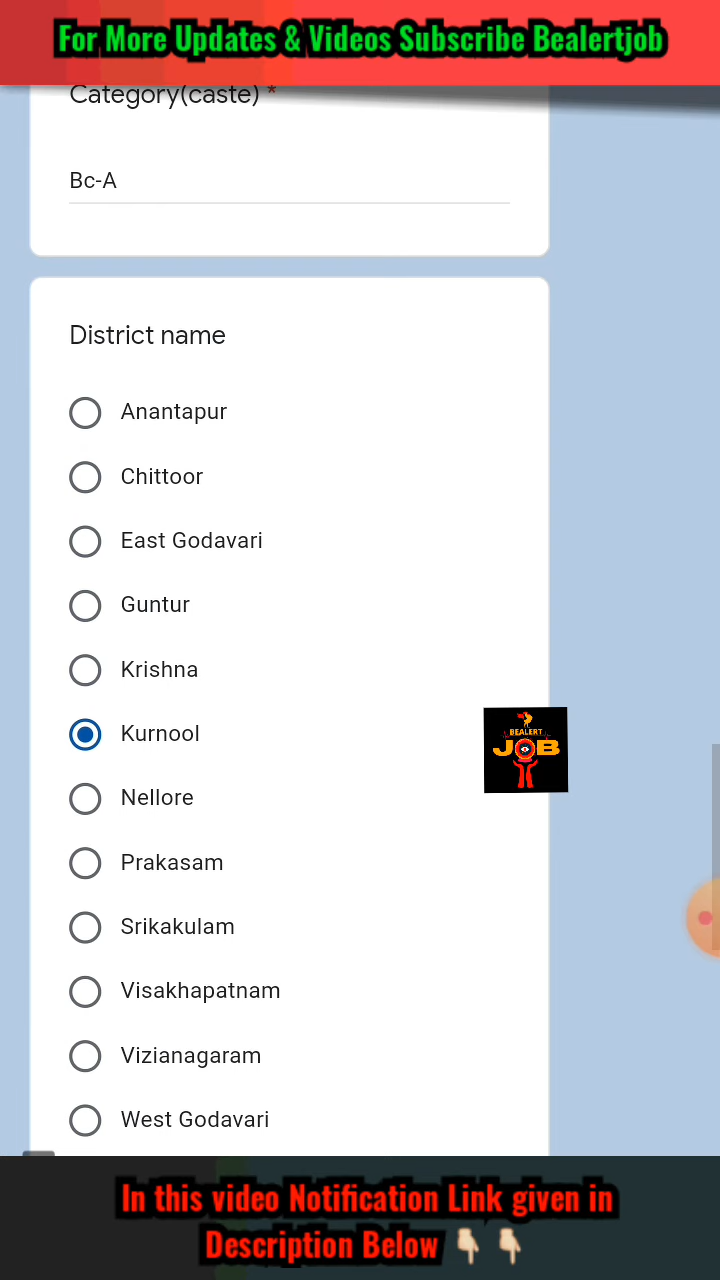 For More Updates & Videos Subscribe Bealertjob
Category(caste) *
Bc-A
District name
Anantapur
Chittoor
East Godavari
Guntur
Krishna
Kurnool
BEALERT
JOB
Nellore
Prakasam
Srikakulam
Visakhapatnam
Vizianagaram
West Godavari
In this video Notification Link given in
Description Below 👇🏻 👇🏻